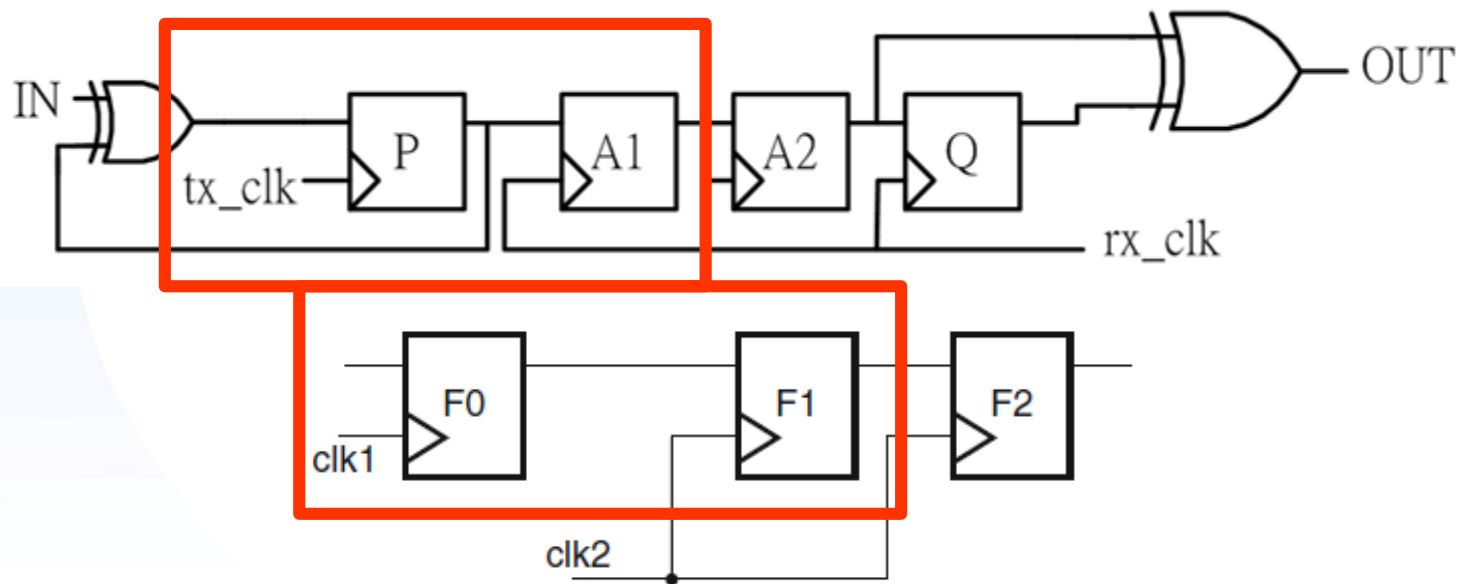 IN
P
A1
A2
Q
OUT
tx_clk
rx_clk
F0
F1
F2
clk1
clk2